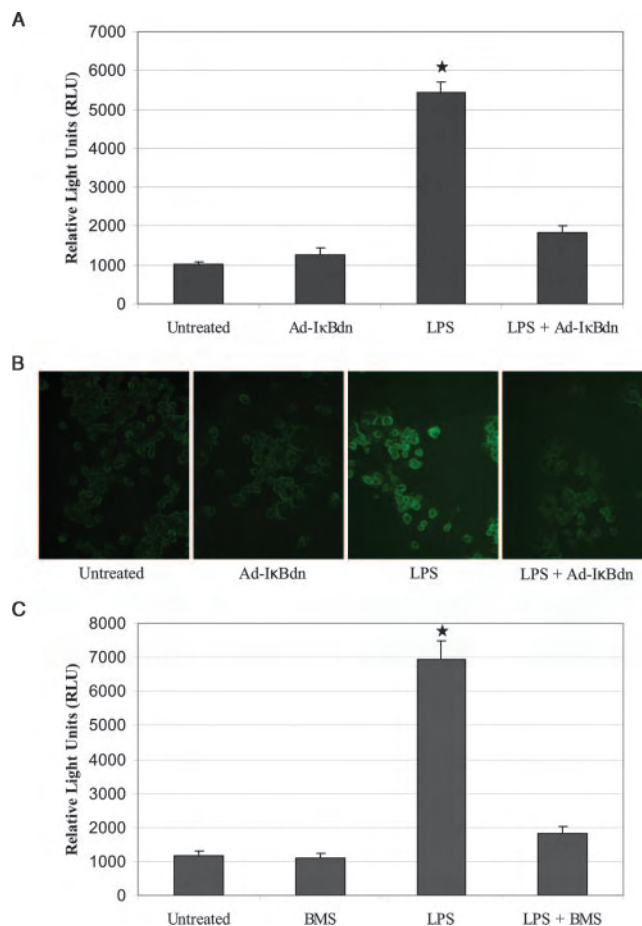 A
Relative Light Units (RLU)
7000
6000
5000
4000
3000
2000
1000
0
★
Untreated Ad-IκBdn LPS LPS + Ad-IκBdn
B
Untreated Ad-IκBdn LPS LPS + Ad-IκBdn
C
Relative Light Units (RLU)
8000
7000
6000
5000
4000
3000
2000
1000
0
★
Untreated BMS LPS LPS + BMS